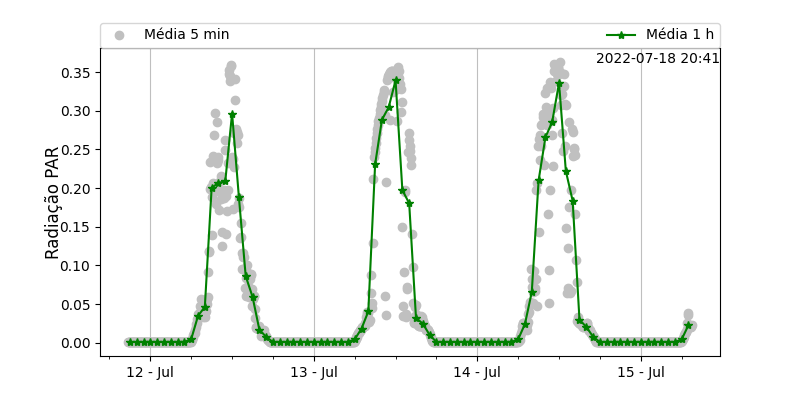 Média 5 min
Média 1 h
2022-07-18 20:41
Radiação PAR
0.35
0.30
0.25
0.20
0.15
0.10
0.05
0.00
12 - Jul
13 - Jul
14 - Jul
15 - Jul